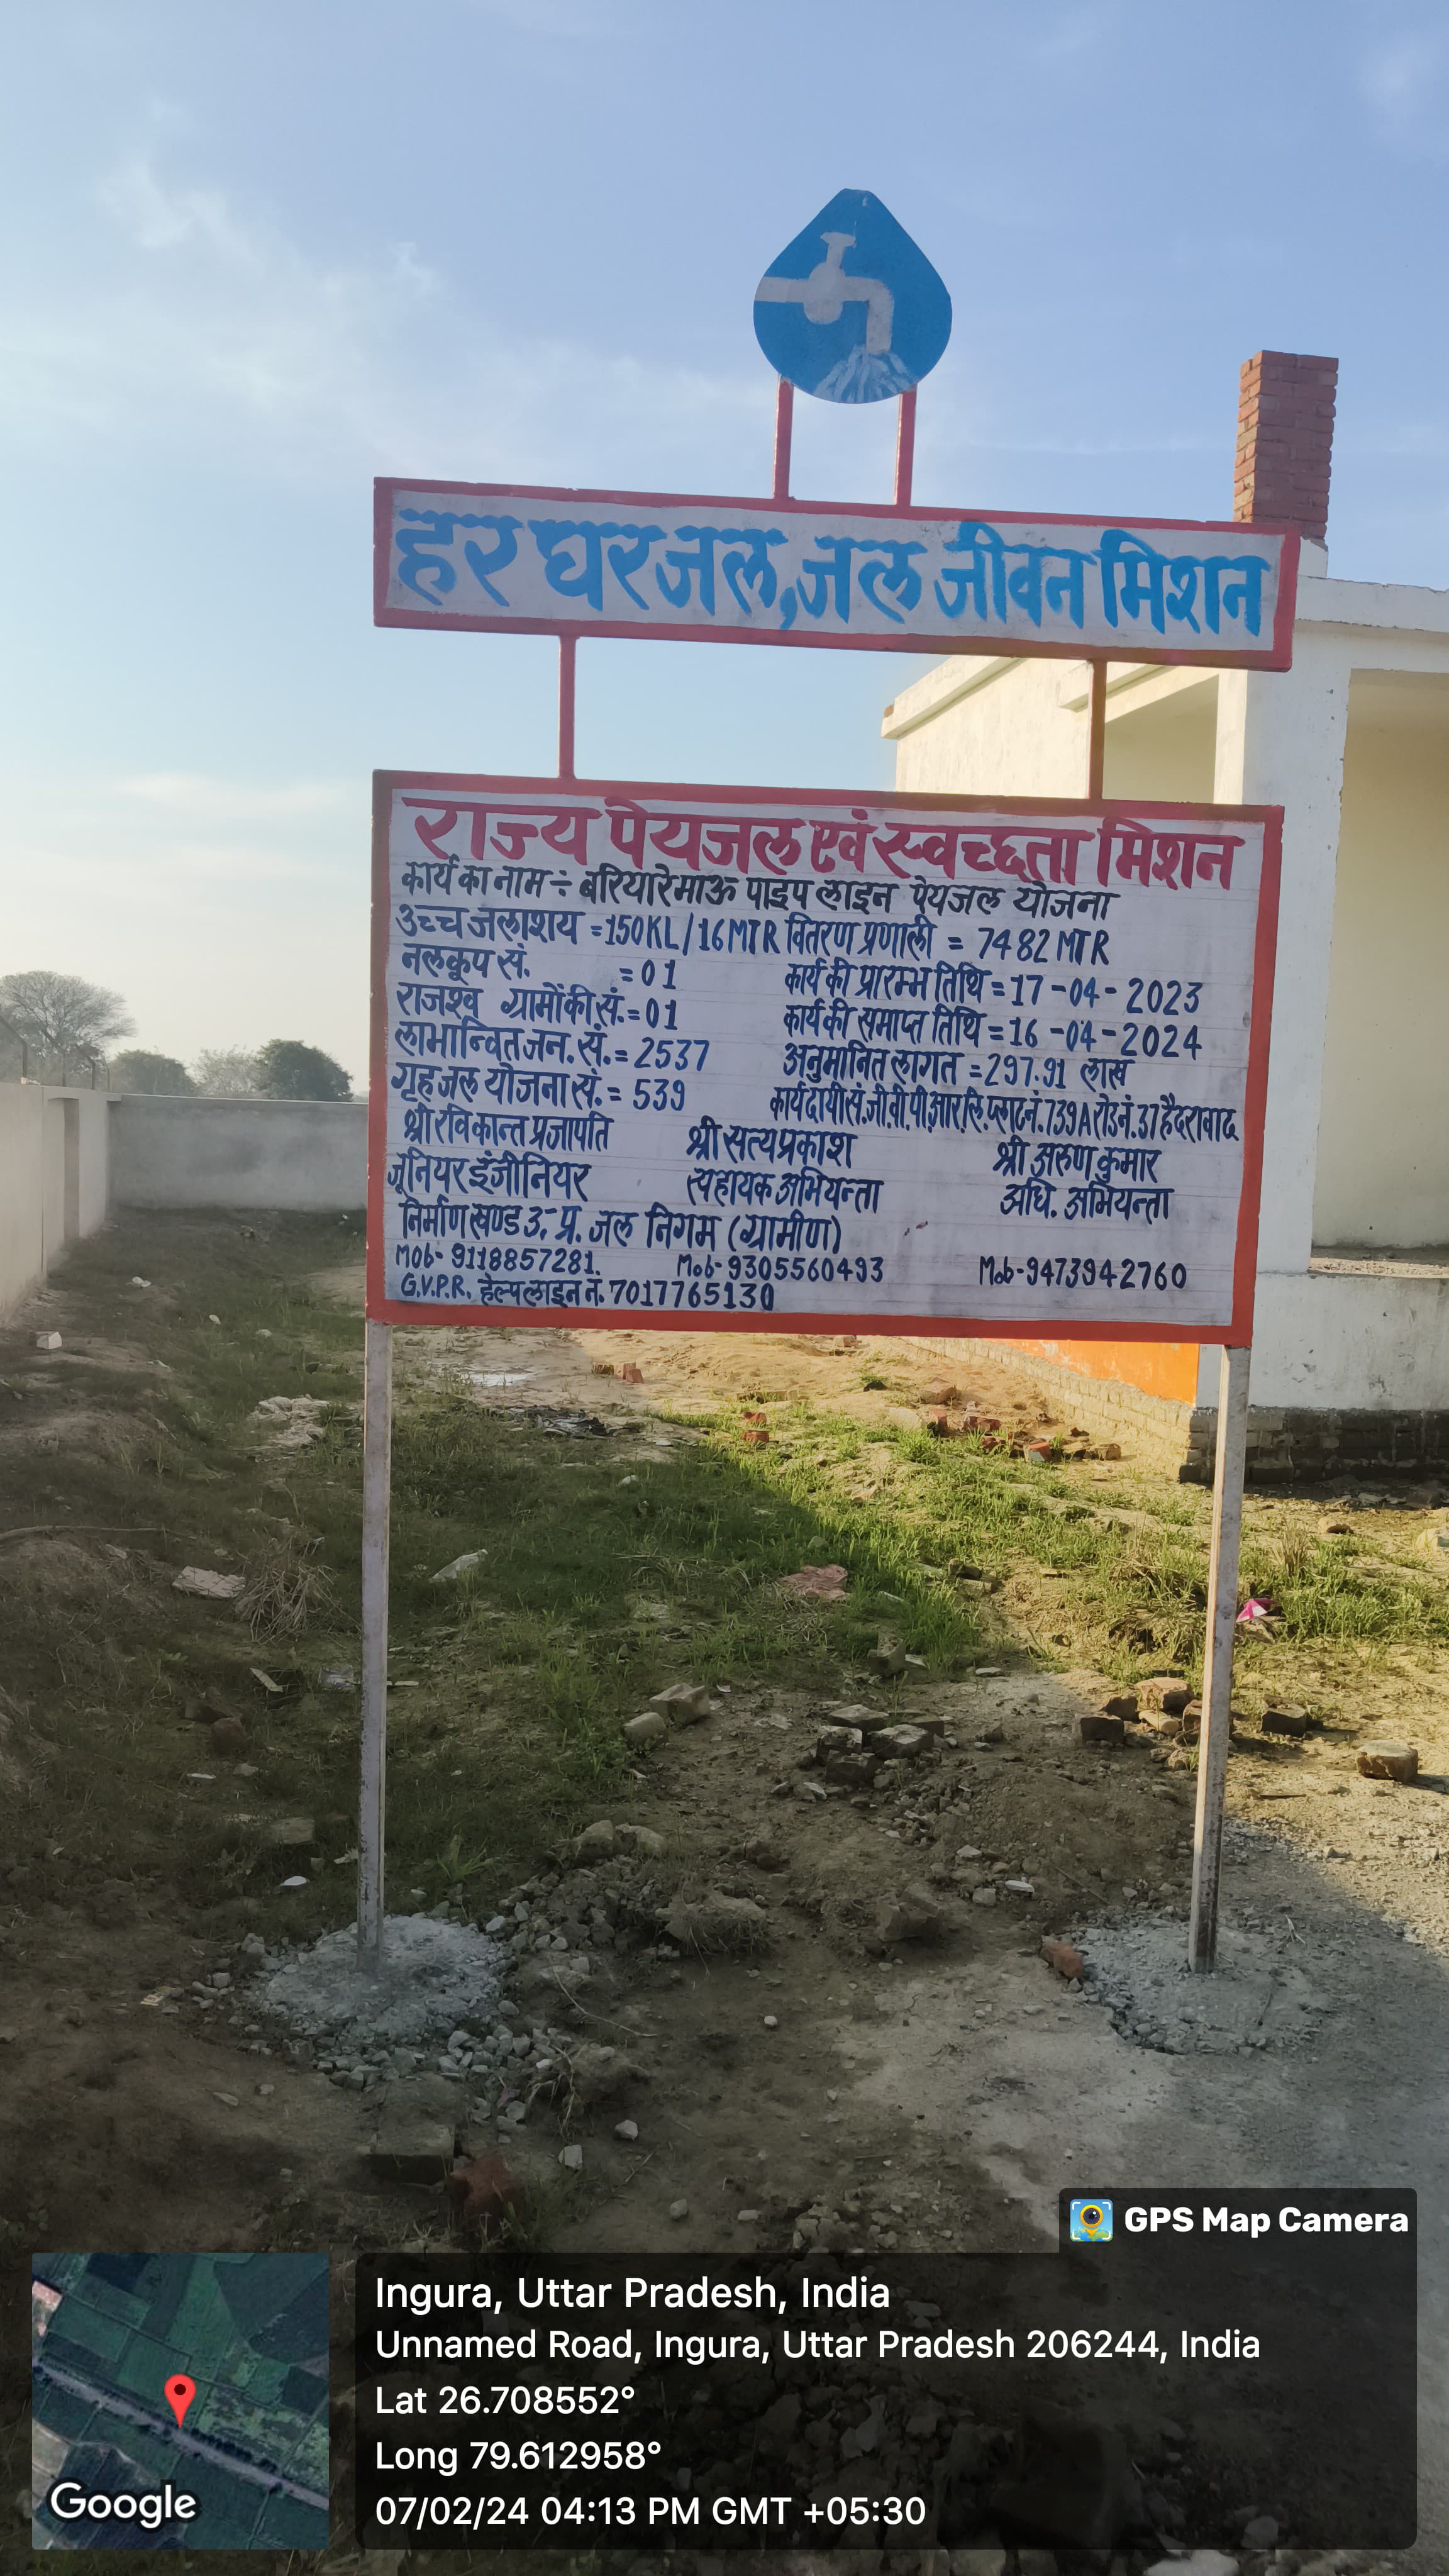 हर घर जल, जल जीवन मिशन
राज्य पेयजल एवं स्वच्छता मिशन
कार्य का नाम ÷ बरियारेमाऊ पाइप लाइन पेयजल योजना
उच्च जलाशय =150KL/16MTR वितरण प्रणाली = 7482 MTR
नलकूप सं. =01 कार्य की प्रारम्भ तिथि =17-04-2023
राजश्व ग्रामों की सं.=01 कार्य की समाप्त तिथि =16-04-2024
लाभान्वित जन. सं.= 2537 अनुमानित लागत =297.91 लाख
गृह जल योजना सं.= 539 कार्यदायी सं. जी.वी.पी.आर.लि. प्लाट नं.739A रोड नं.37 हैदरावाद
श्री रविकान्त प्रजापति श्री सत्यप्रकाश श्री अरुण कुमार
जूनियर इंजीनियर सहायक अभियन्ता अधि. अभियन्ता
निर्माण खण्ड उ.प्र. जल निगम (ग्रामीण)
Mob- 9118857281. Mob-9305560493 Mob-9473942760
G.V.P.R. हेल्प लाइन न. 7017765130
GPS Map Camera
Ingura, Uttar Pradesh, India
Unnamed Road, Ingura, Uttar Pradesh 206244, India
Lat 26.708552°
Long 79.612958°
07/02/24 04:13 PM GMT +05:30
Google